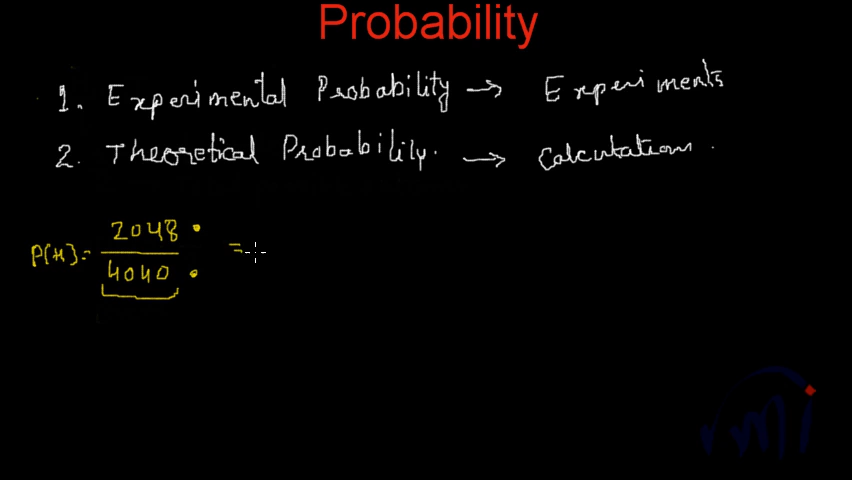 Probability
1. Experimental Probability → Experiments
2. Theoretical Probability. → Calculations.
P(H) = 2048 / 4040 =